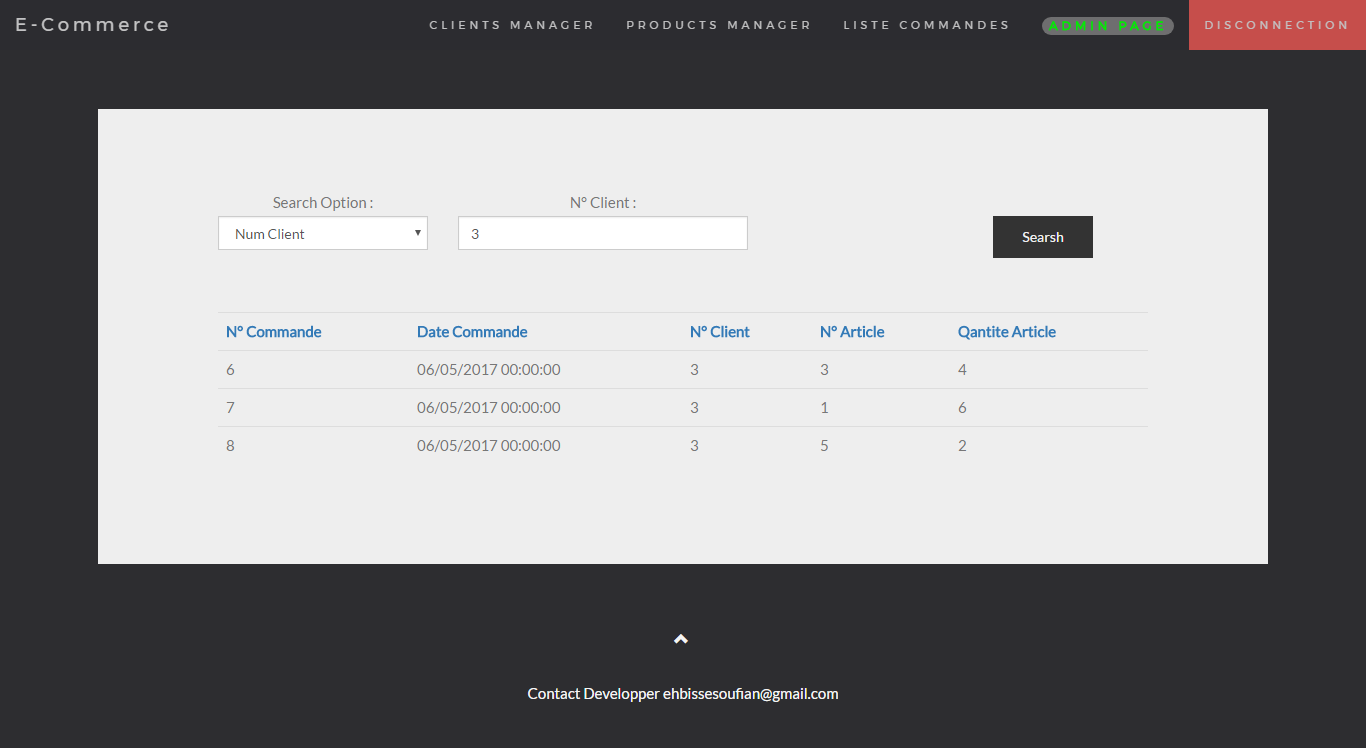 E-Commerce CLIENTS MANAGER PRODUCTS MANAGER LISTE COMMANDES ADMIN PAGE DISCONNECTION
Search Option : N° Client :
Num Client 3 Searsh
N° Commande Date Commande N° Client N° Article Qantite Article
6 06/05/2017 00:00:00 3 3 4
7 06/05/2017 00:00:00 3 1 6
8 06/05/2017 00:00:00 3 5 2
Contact Developper ehbissesoufian@gmail.com